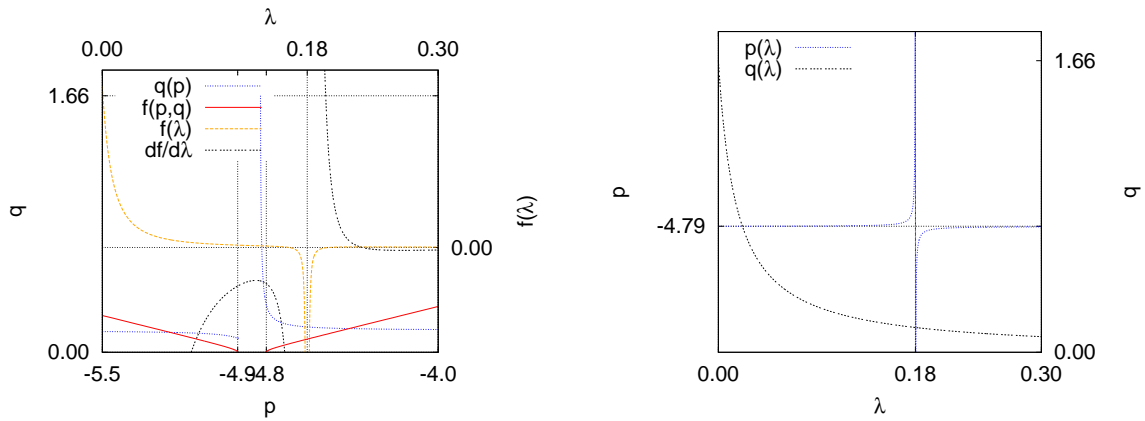 λ
0.00 0.18 0.30
1.66
q(p)
f(p,q)
f(λ)
df/dλ
q
f(λ)
0.00
0.00
-5.5 -4.94.8 -4.0
p
p(λ)
q(λ)
1.66
p
q
-4.79
0.00
0.00 0.18 0.30
λ